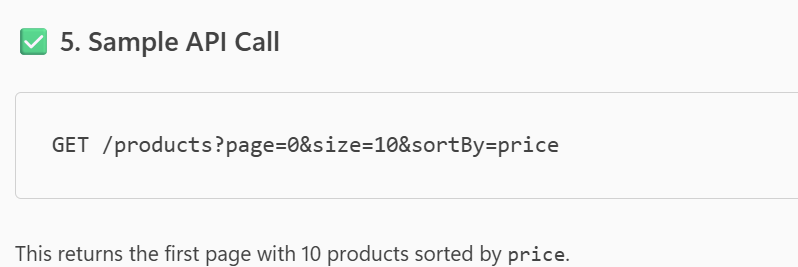 ✅ 5. Sample API Call
GET /products?page=0&size=10&sortBy=price
This returns the first page with 10 products sorted by price.